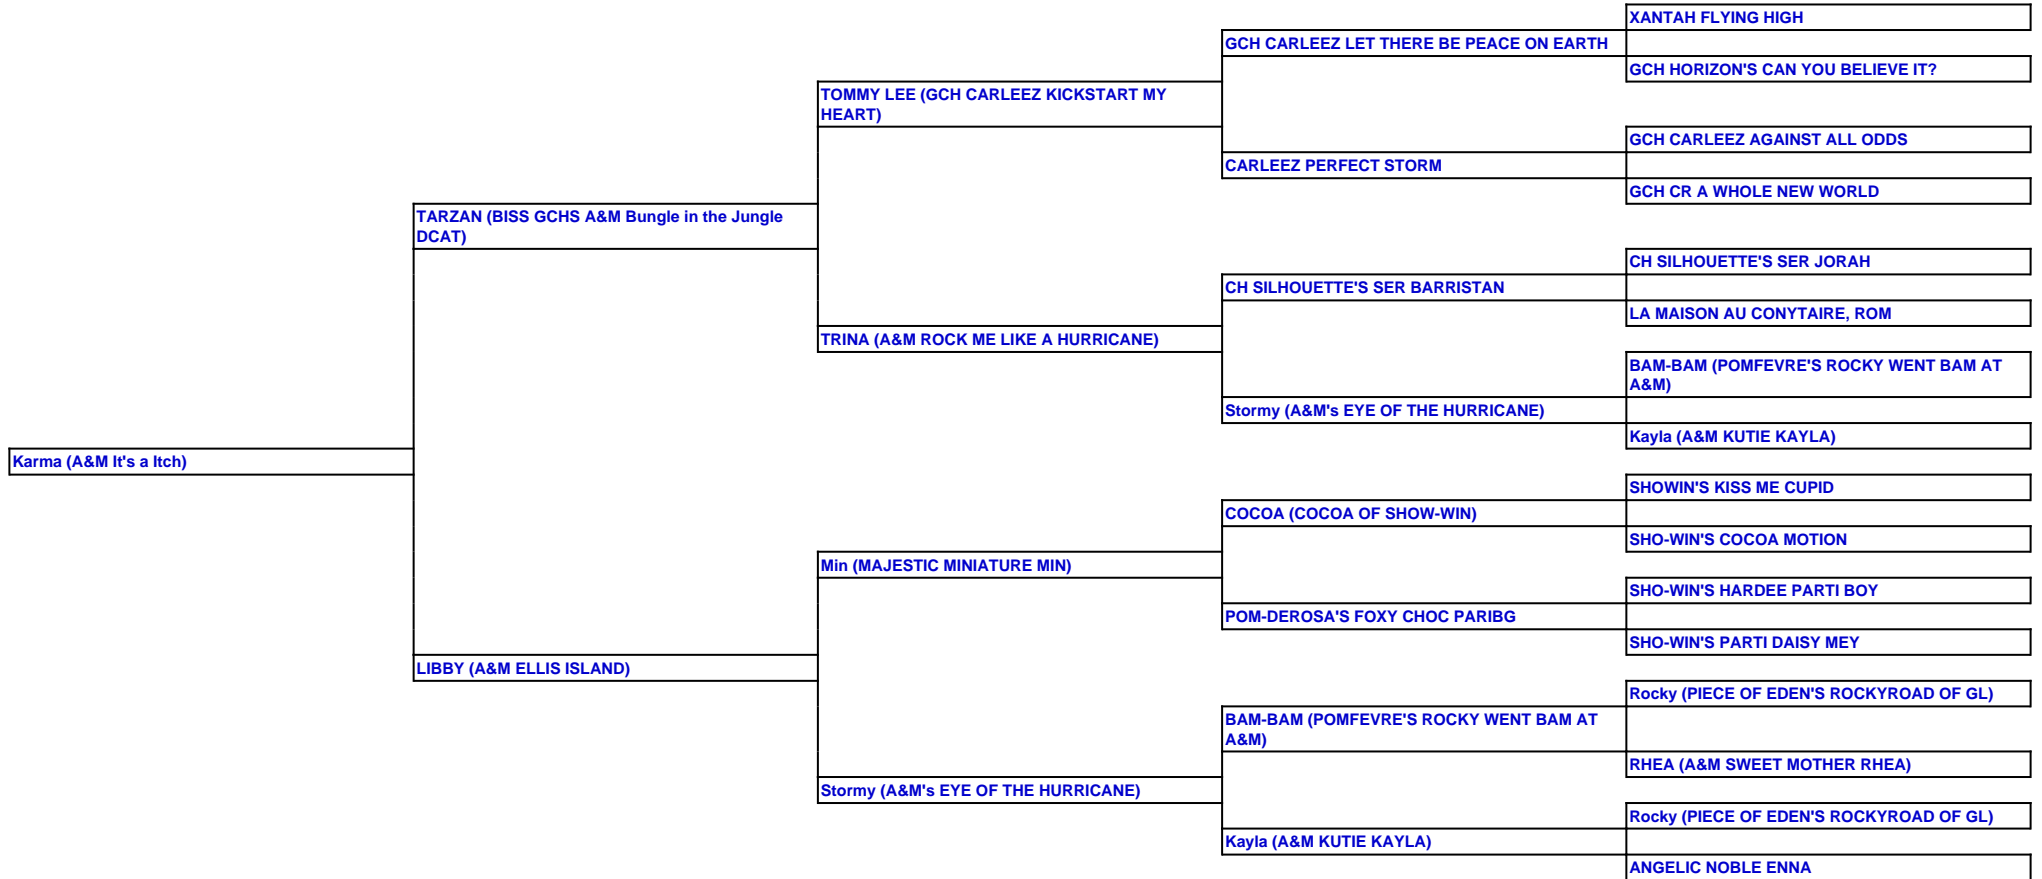 XANTAH FLYING HIGH
GCH CARLEEZ LET THERE BE PEACE ON EARTH
GCH HORIZON'S CAN YOU BELIEVE IT?
TOMMY LEE (GCH CARLEEZ KICKSTART MY
HEART)
GCH CARLEEZ AGAINST ALL ODDS
CARLEEZ PERFECT STORM
GCH CR A WHOLE NEW WORLD
TARZAN (BISS GCHS A&M Bungle in the Jungle
DCAT)
CH SILHOUETTE'S SER JORAH
CH SILHOUETTE'S SER BARRISTAN
LA MAISON AU CONYTAIRE, ROM
TRINA (A&M ROCK ME LIKE A HURRICANE)
BAM-BAM (POMFEVRE'S ROCKY WENT BAM AT
A&M)
Stormy (A&M's EYE OF THE HURRICANE)
Kayla (A&M KUTIE KAYLA)
Karma (A&M It's a Itch)
SHOWIN'S KISS ME CUPID
COCOA (COCOA OF SHOW-WIN)
SHO-WIN'S COCOA MOTION
Min (MAJESTIC MINIATURE MIN)
SHO-WIN'S HARDEE PARTI BOY
POM-DEROSA'S FOXY CHOC PARIBG
SHO-WIN'S PARTI DAISY MEY
LIBBY (A&M ELLIS ISLAND)
Rocky (PIECE OF EDEN'S ROCKYROAD OF GL)
BAM-BAM (POMFEVRE'S ROCKY WENT BAM AT
A&M)
RHEA (A&M SWEET MOTHER RHEA)
Stormy (A&M's EYE OF THE HURRICANE)
Rocky (PIECE OF EDEN'S ROCKYROAD OF GL)
Kayla (A&M KUTIE KAYLA)
ANGELIC NOBLE ENNA